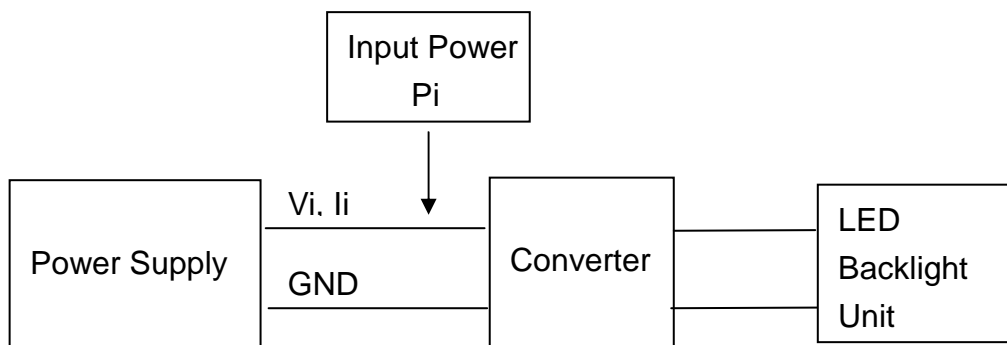 Input Power
Pi
Vi, Ii
Power Supply
GND
Converter
LED
Backlight
Unit